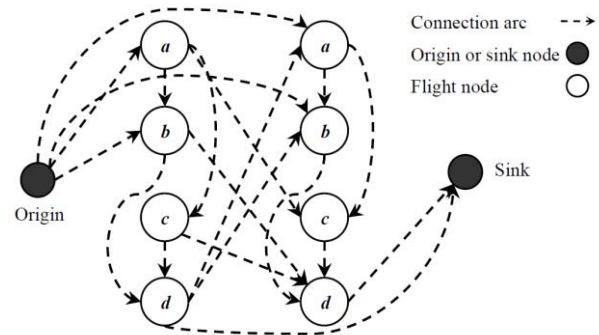 Connection arc
Origin or sink node
Flight node
a
a
b
b
Sink
Origin
c
c
d
d